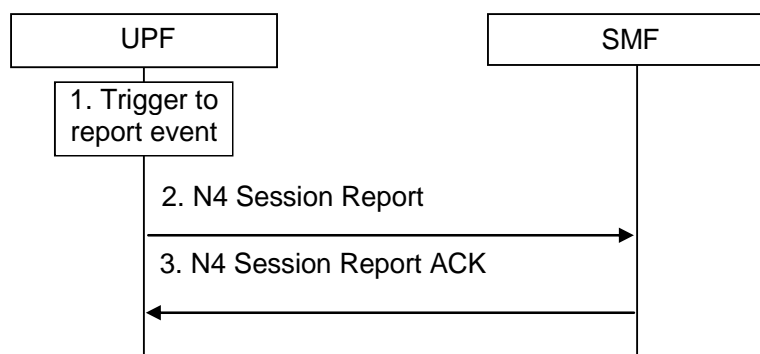 UPF
SMF
1. Trigger to
report event
2. N4 Session Report
3. N4 Session Report ACK